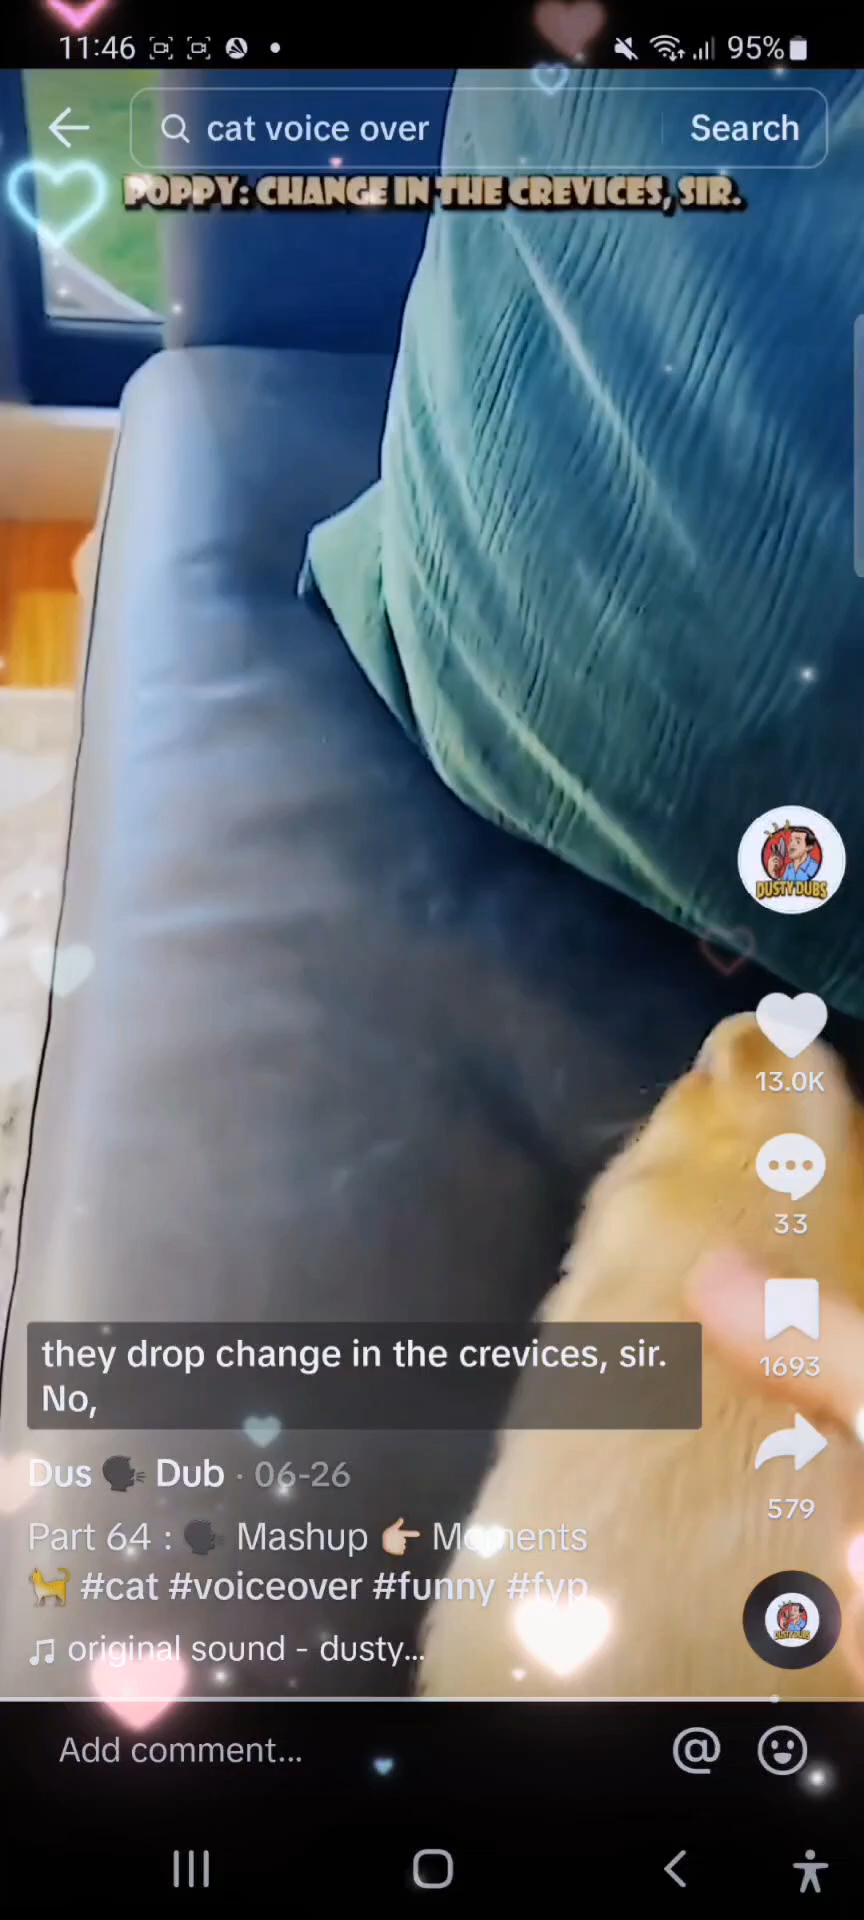 11:46
95%
cat voice over
Search
POPPY: CHANGE IN THE CREVICES, SIR.
DUSTY DUBS
13.0K
33
1693
579
they drop change in the crevices, sir.
No,
Dus 🗣 Dub · 06-26
Part 64 : 🗣 Mashup 👉 Moments
🐈 #cat #voiceover #funny #fyp
original sound - dusty...
Add comment...
@